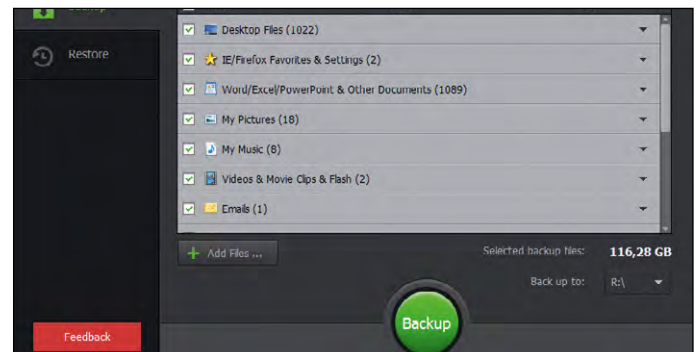 Backup
Desktop Files (1022)
Restore
IE/Firefox Favorites & Settings (2)
Word/Excel/PowerPoint & Other Documents (1089)
My Pictures (18)
My Music (8)
Videos & Movie Clips & Flash (2)
Emails (1)
Add Files ...
Selected backup files: 116,28 GB
Back up to: R:\
Backup
Feedback